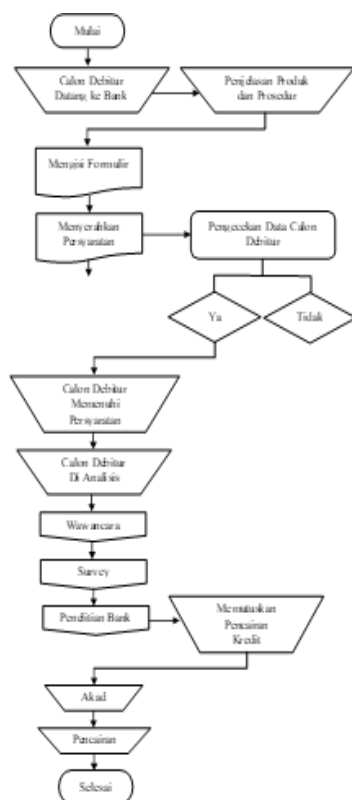 Mulai
Calon Debitur
Datang ke Bank
Penjelasan Produk
dan Prosedur
Mengisi Formulir
Menyerahkan
Persyaratan
Pengecekan Data Calon
Debitur
Ya
Tidak
Calon Debitur
Memenuhi
Persyaratan
Calon Debitur
Di Analisis
Wawancara
Survey
Penelitian Bank
Memutuskan
Pencairan
Kredit
Akad
Pencairan
Selesai